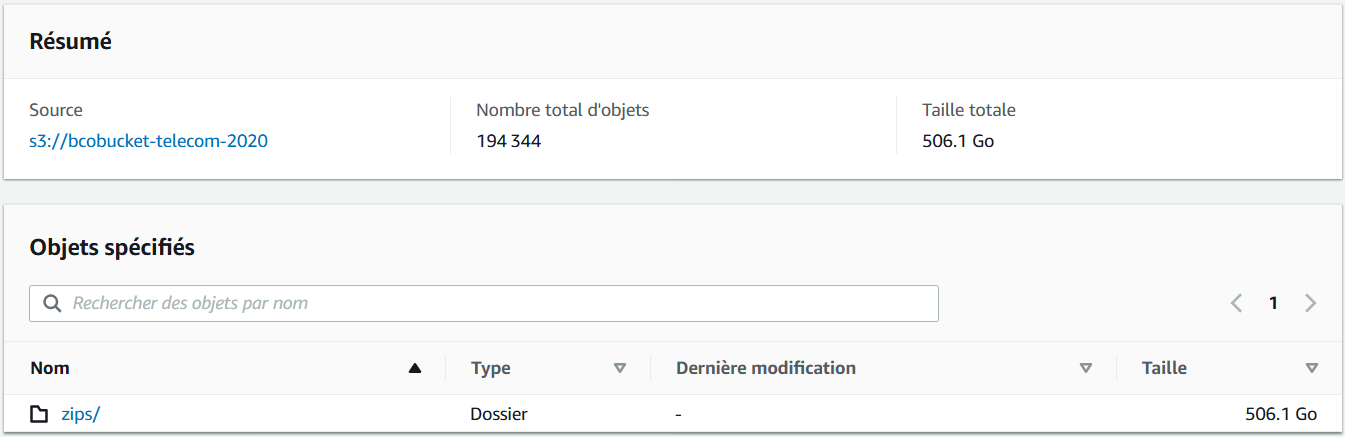 Résumé
Source Nombre total d'objets Taille totale
s3://bcobucket-telecom-2020 194 344 506.1 Go
Objets spécifiés
Rechercher des objets par nom 1
Nom Type Dernière modification Taille
zips/ Dossier - 506.1 Go